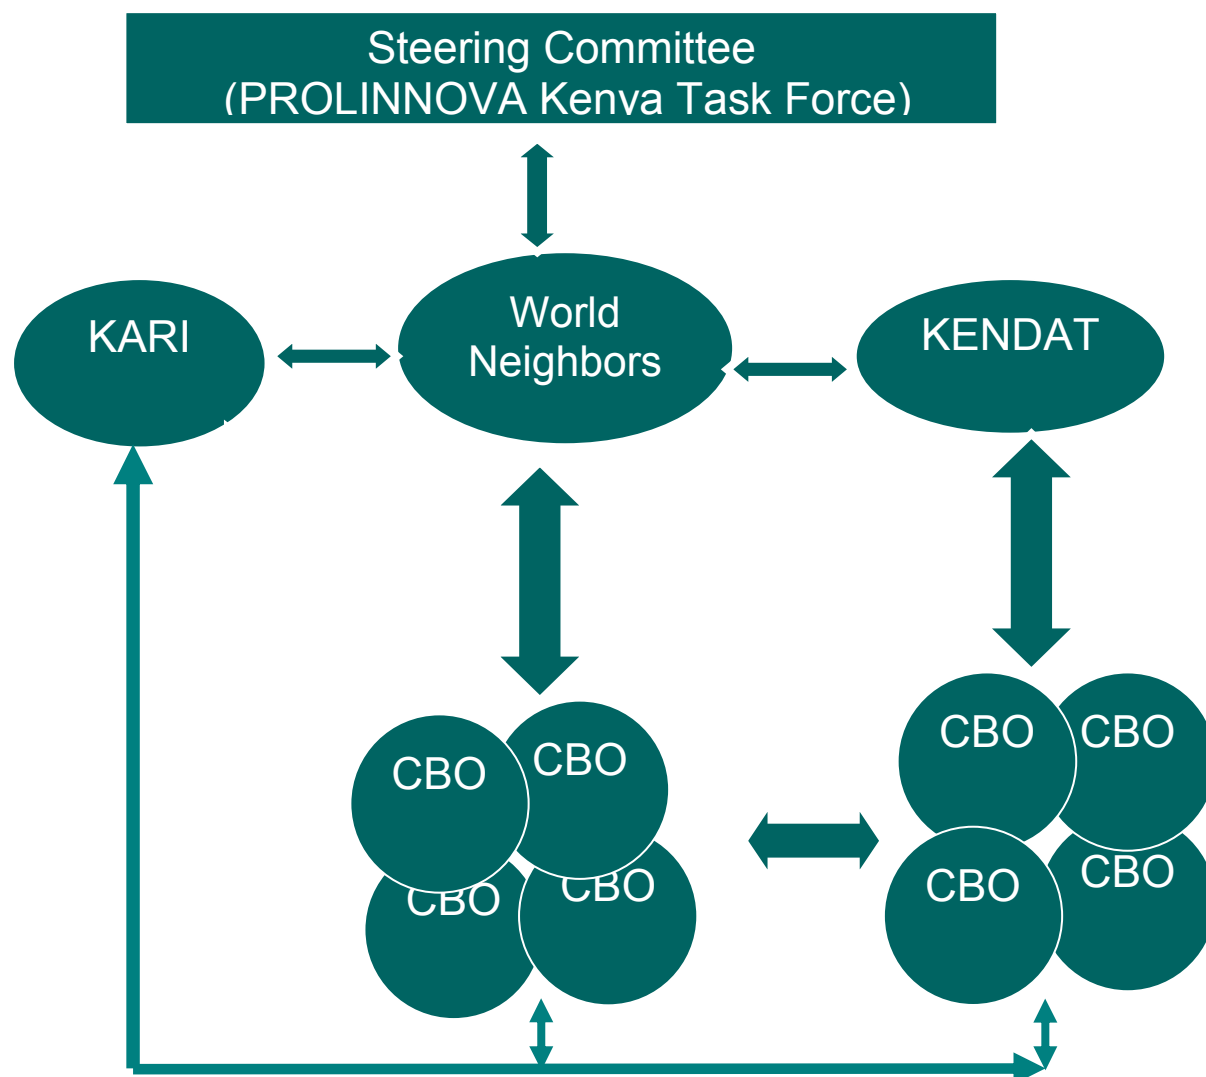 Steering Committee
(PROLINNOVA Kenya Task Force)
KARI
World
Neighbors
KENDAT
CBO
CBO
CBO
CBO
CBO
CBO
CBO
CBO